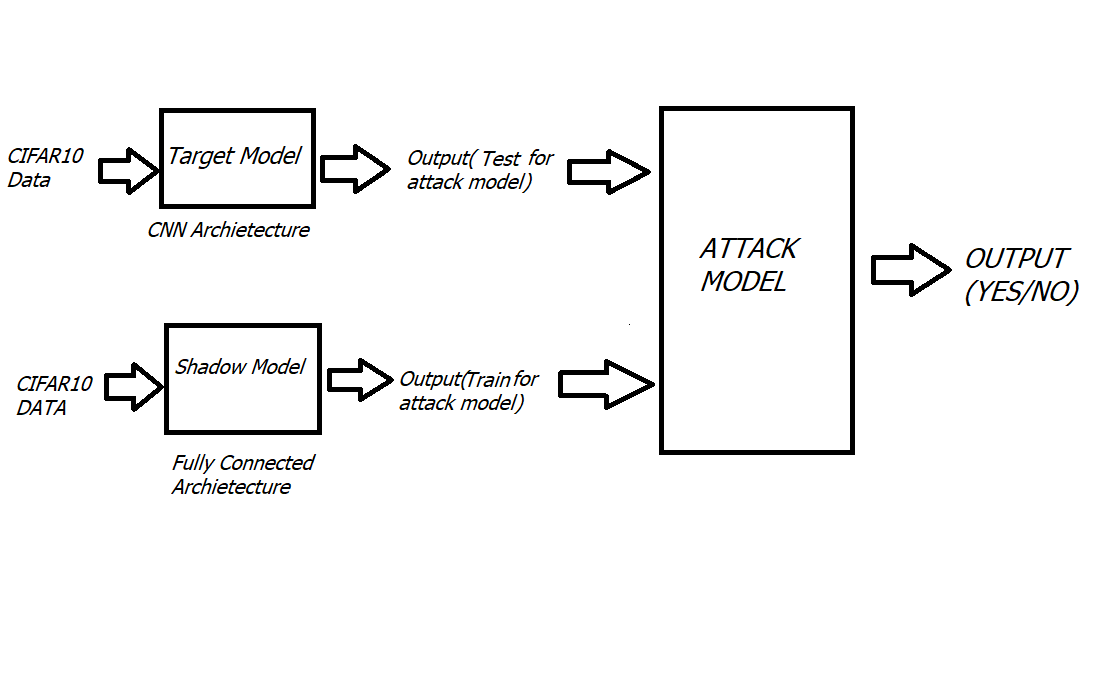 CIFAR10
Data
Target Model
CNN Archietecture
Output( Test for
attack model)
ATTACK
MODEL
OUTPUT
(YES/NO)
CIFAR10
DATA
Shadow Model
Fully Connected
Archietecture
Output(Train for
attack model)